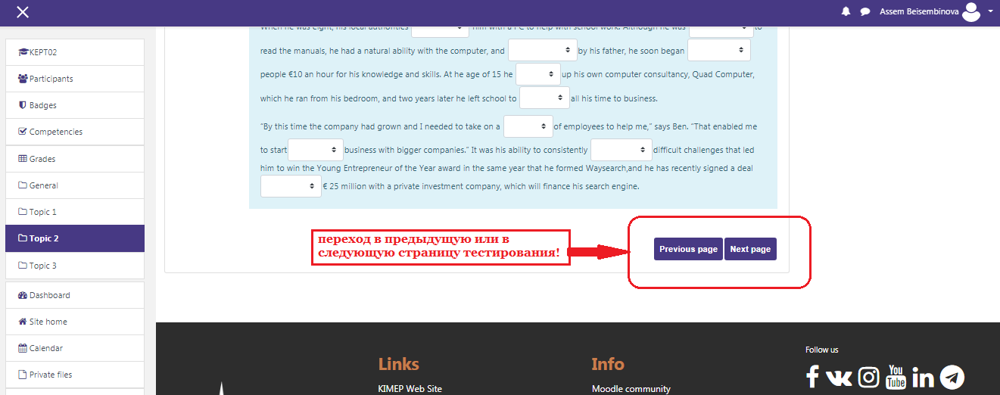 Assem Beisembinova
KEPT02
Participants
Badges
Competencies
Grades
General
Topic 1
Topic 2
Topic 3
Dashboard
Site home
Calendar
Private files
When he was eight, his local authorities him with a PC to help with school work. Although he was to
read the manuals, he had a natural ability with the computer, and by his father, he soon began
people €10 an hour for his knowledge and skills. At he age of 15 he up his own computer consultancy, Quad Computer,
which he ran from his bedroom, and two years later he left school to all his time to business.
“By this time the company had grown and I needed to take on a of employees to help me,” says Ben. “That enabled me
to start business with bigger companies.” It was his ability to consistently difficult challenges that led
him to win the Young Entrepreneur of the Year award in the same year that he formed Waysearch,and he has recently signed a deal
€ 25 million with a private investment company, which will finance his search engine.
переход в предыдущую или в
следующую страницу тестирования!
Previous page Next page
Links
KIMEP Web Site
Info
Moodle community
Follow us
You
Tube